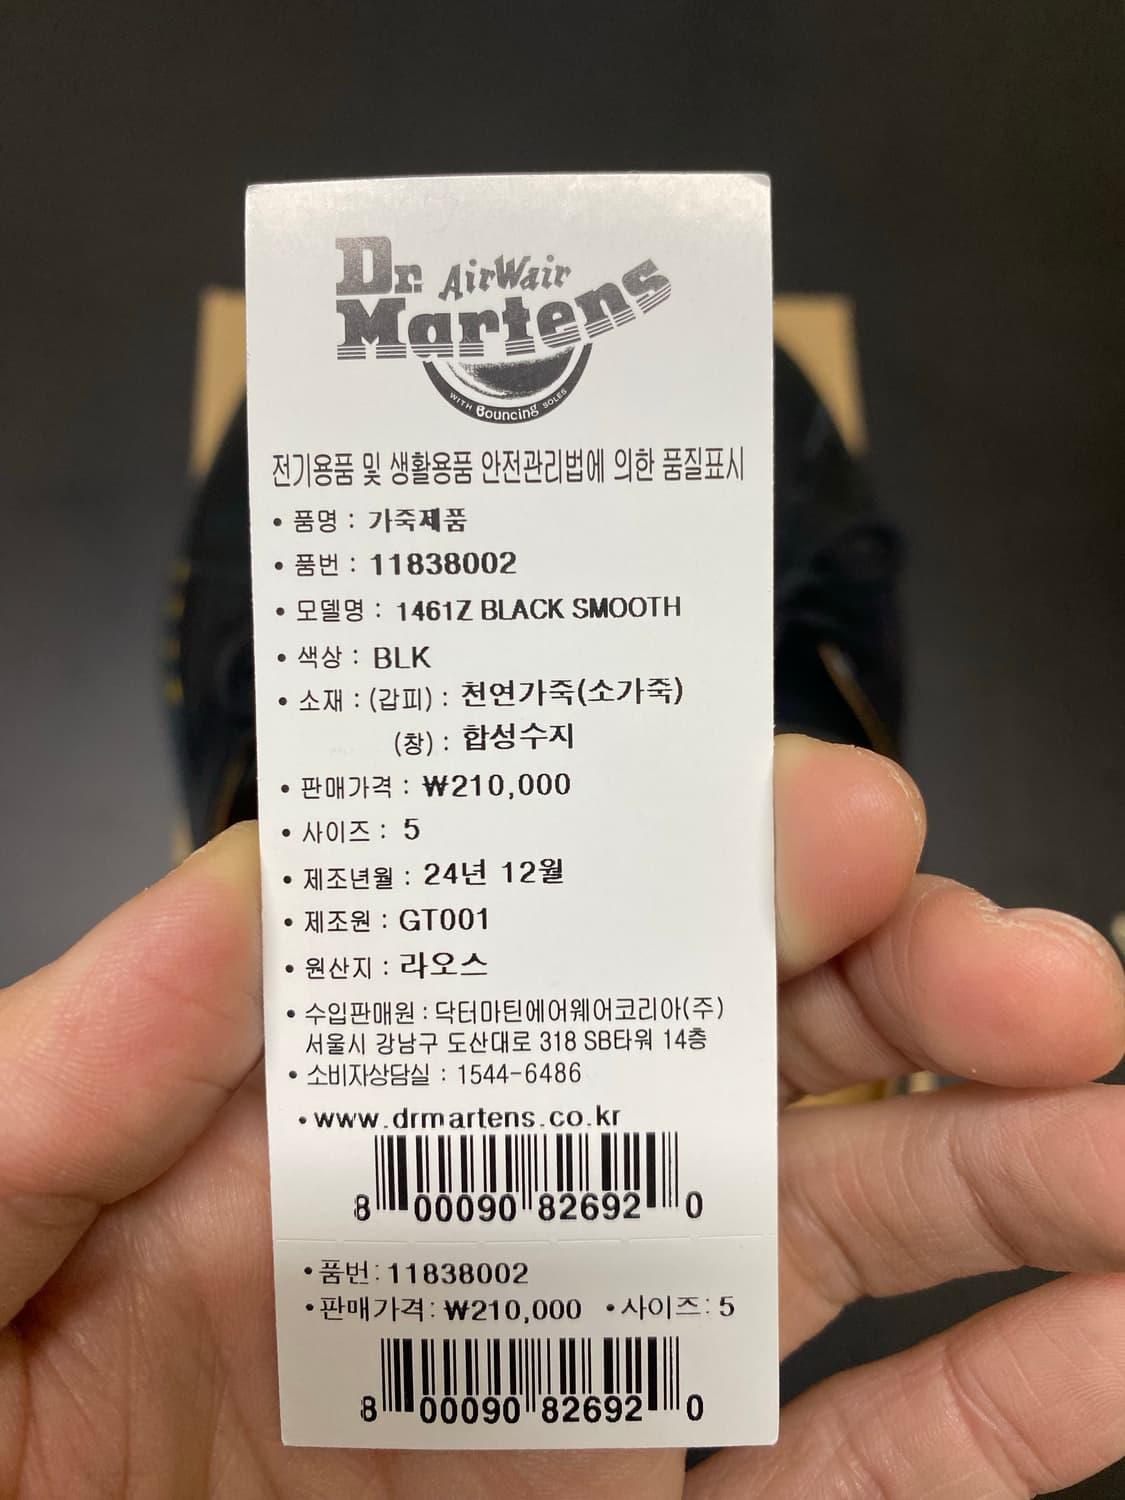 Dr. AirWair
Martens
WITH Bouncing SOLES
전기용품 및 생활용품 안전관리법에 의한 품질표시
• 품명 : 가죽제품
• 품번 : 11838002
• 모델명 : 1461Z BLACK SMOOTH
• 색상 : BLK
• 소재 : (갑피) : 천연가죽(소가죽)
(창) : 합성수지
• 판매가격 : ₩210,000
• 사이즈 : 5
• 제조년월 : 24년 12월
• 제조원 : GT001
• 원산지 : 라오스
• 수입판매원 : 닥터마틴에어웨어코리아(주)
서울시 강남구 도산대로 318 SB타워 14층
• 소비자상담실 : 1544-6486
• www.drmartens.co.kr
8 00090 82692 0
• 품번 : 11838002
• 판매가격 : ₩210,000 • 사이즈 : 5
8 00090 82692 0